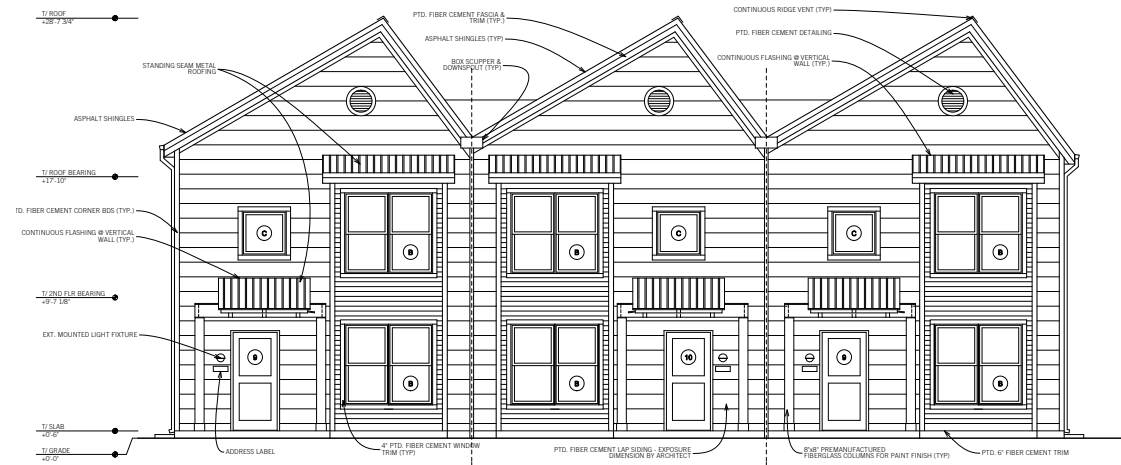 T/ ROOF
+28'-7 3/4"
PTD. FIBER CEMENT FASCIA &
TRIM (TYP.)
CONTINUOUS RIDGE VENT (TYP)
ASPHALT SHINGLES (TYP)
PTD. FIBER CEMENT DETAILING
STANDING SEAM METAL
ROOFING
BOX SCUPPER &
DOWNSPOUT (TYP)
CONTINUOUS FLASHING @ VERTICAL
WALL (TYP.)
ASPHALT SHINGLES
T/ ROOF BEARING
+17'-10"
TD. FIBER CEMENT CORNER BDS (TYP.)
CONTINUOUS FLASHING @ VERTICAL
WALL (TYP.)
C
B
B
C
C
B
T/ 2ND FLR BEARING
+9'-7 1/8"
EXT. MOUNTED LIGHT FIXTURE
9
B
B
10
9
B
T/ SLAB
+0'-6"
T/ GRADE
+0'-0"
ADDRESS LABEL
4" PTD. FIBER CEMENT WINDOW
TRIM (TYP)
PTD. FIBER CEMENT LAP SIDING - EXPOSURE
DIMENSION BY ARCHITECT
8"x8" PREMANUFACTURED
FIBERGLASS COLUMNS FOR PAINT FINISH (TYP)
PTD. 6" FIBER CEMENT TRIM